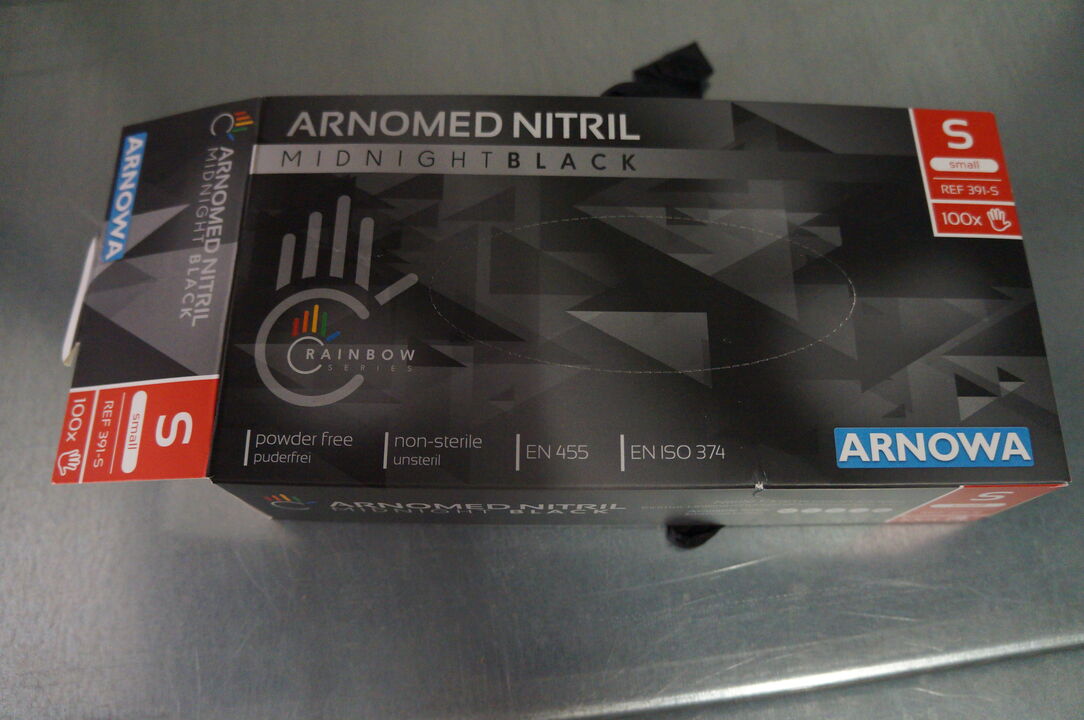 ARNOMED NITRIL
MIDNIGHTBLACK
S
small
REF 391-S
100x
RAINBOW
SERIES
powder free
puderfrei
non-sterile
unsteril
EN 455
EN ISO 374
ARNOWA
ARNOWA
ARNOMED NITRIL
MIDNIGHT BLACK
S
small
REF 391-S
100x
ARNOMED NITRIL
MIDNIGHT BLACK
S